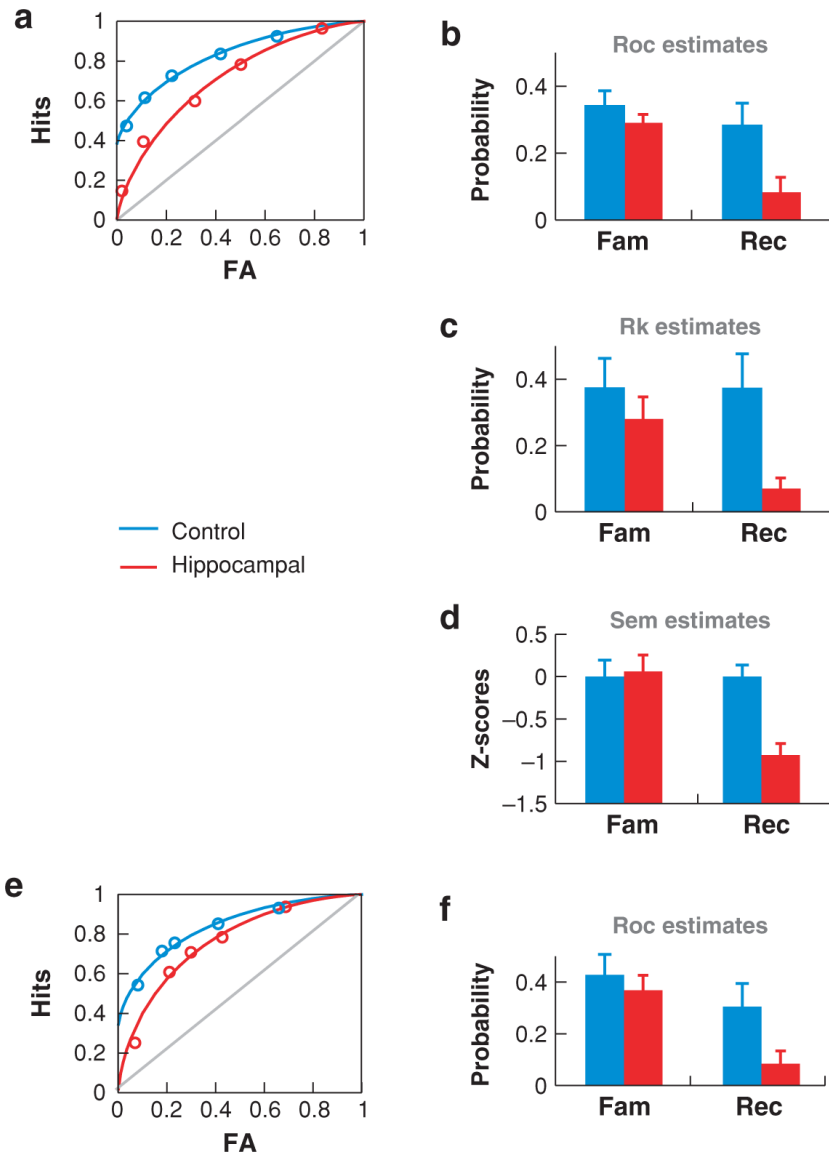 a
1
0.8
0.6
0.4
0.2
0
Hits
0 0.2 0.4 0.6 0.8 1
FA
b
Roc estimates
0.4
0.2
0
Probability
Fam Rec
c
Rk estimates
0.4
0.2
0
Probability
Fam Rec
Control
Hippocampal
d
Sem estimates
0.5
0
−0.5
−1
−1.5
Z-scores
Fam Rec
e
1
0.8
0.6
0.4
0.2
0
Hits
0 0.2 0.4 0.6 0.8 1
FA
f
Roc estimates
0.4
0.2
0
Probability
Fam Rec